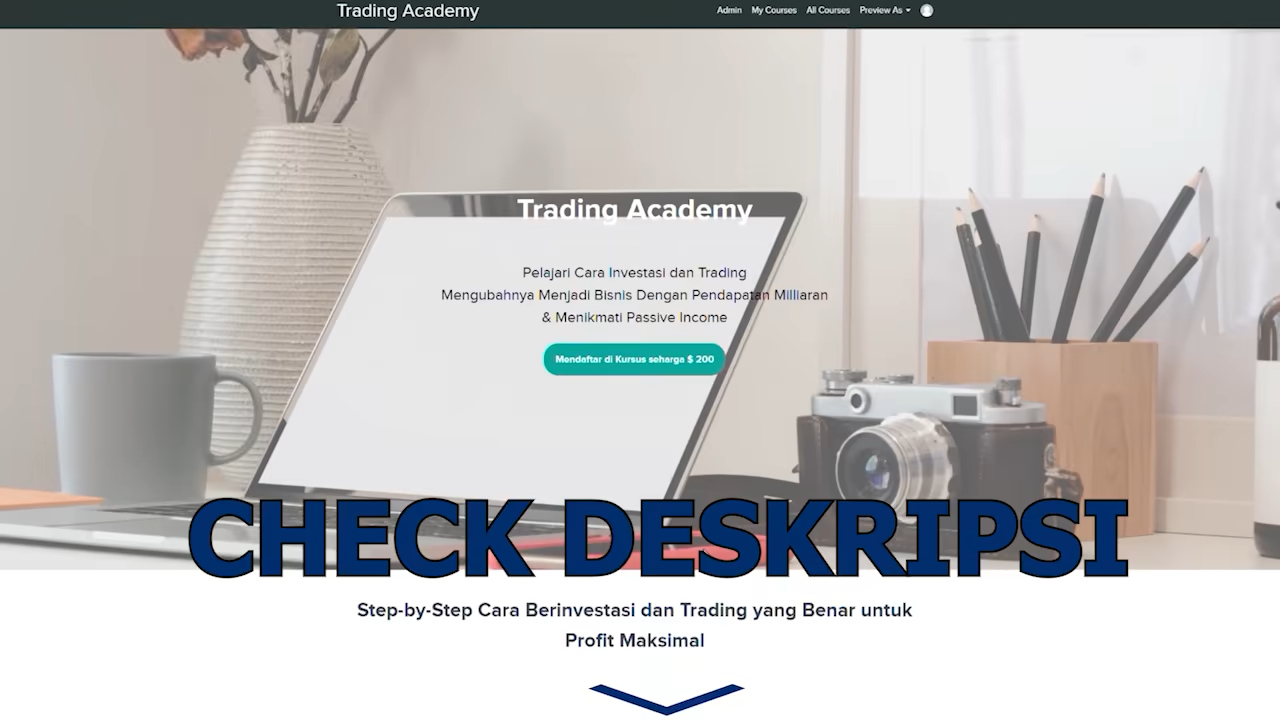 Trading Academy
Admin My Courses All Courses Preview As
Trading Academy
Pelajari Cara Investasi dan Trading
Mengubahnya Menjadi Bisnis Dengan Pendapatan Milliaran
& Menikmati Passive Income
Mendaftar di Kursus seharga $ 200
CHECK DESKRIPSI
Step-by-Step Cara Berinvestasi dan Trading yang Benar untuk
Profit Maksimal